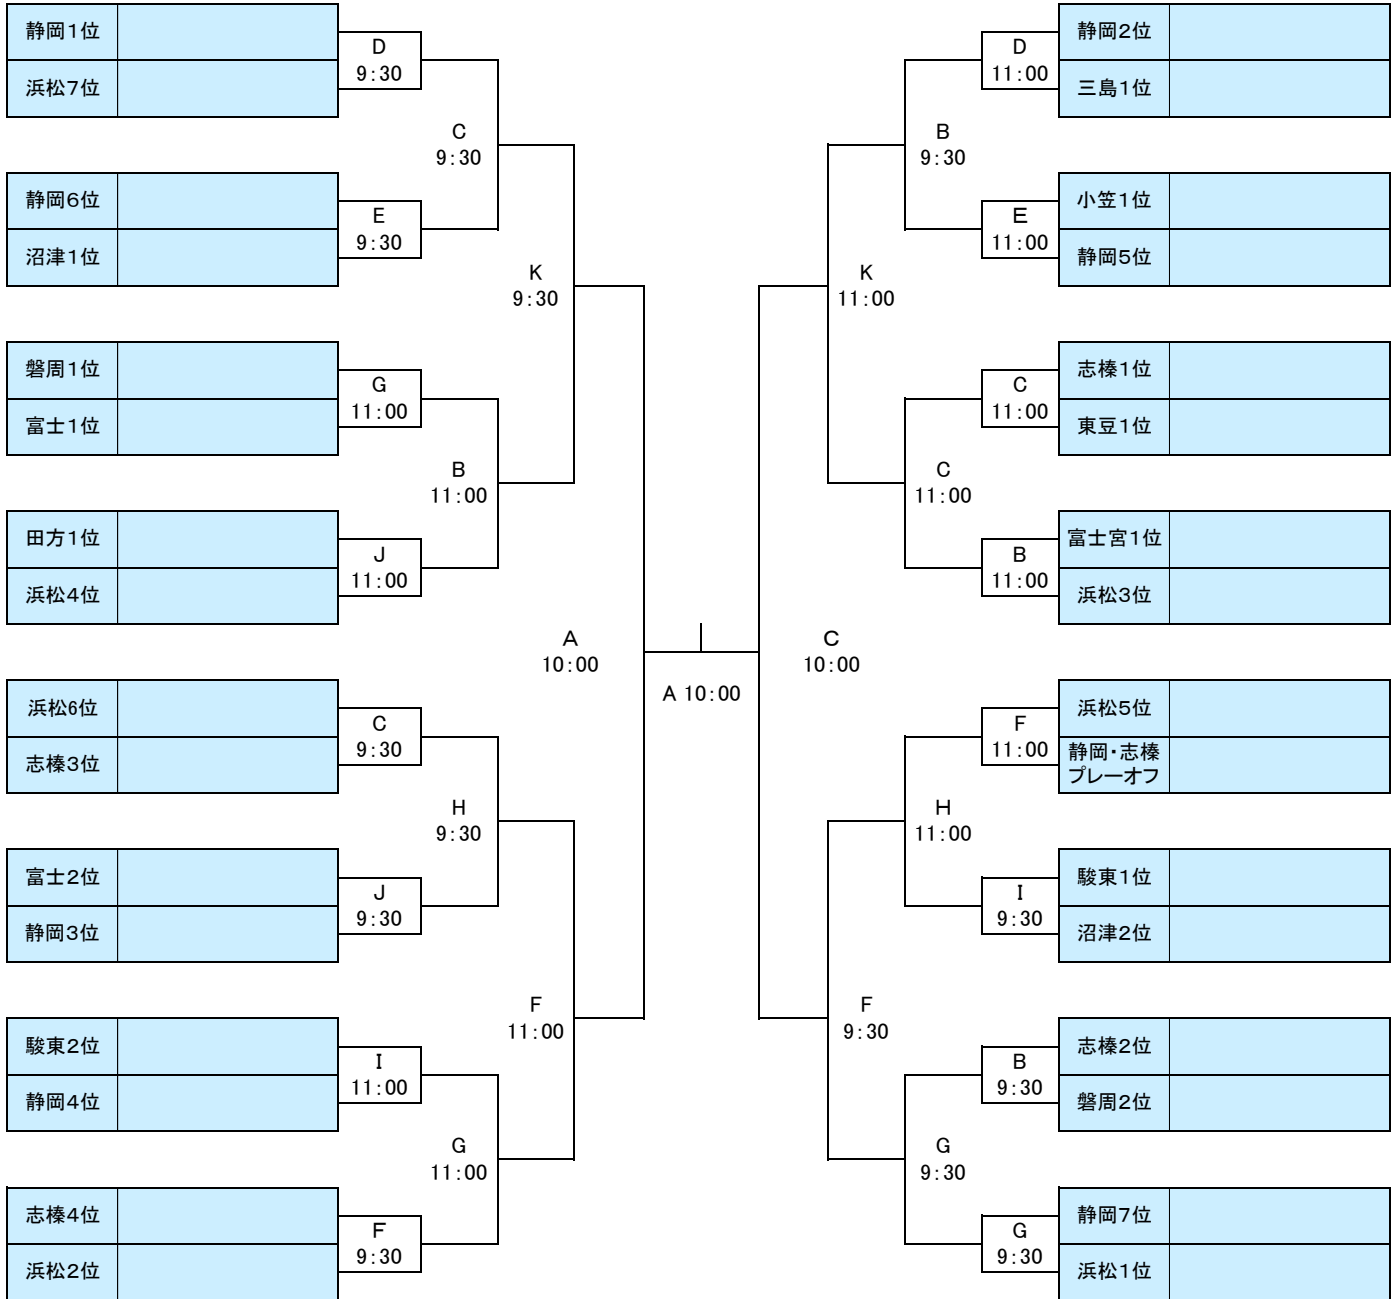 静岡1位
浜松7位
D
9:30
C
9:30
静岡6位
沼津1位
E
9:30
K
9:30
磐周1位
富士1位
G
11:00
B
11:00
田方1位
浜松4位
J
11:00
A
10:00
浜松6位
志榛3位
C
9:30
H
9:30
富士2位
静岡3位
J
9:30
F
11:00
駿東2位
静岡4位
I
11:00
G
11:00
志榛4位
浜松2位
F
9:30
A 10:00
静岡2位
三島1位
D
11:00
B
9:30
小笠1位
静岡5位
E
11:00
K
11:00
志榛1位
東豆1位
C
11:00
C
11:00
富士宮1位
浜松3位
B
11:00
C
10:00
浜松5位
静岡・志榛
プレーオフ
F
11:00
H
11:00
駿東1位
沼津2位
I
9:30
F
9:30
志榛2位
磐周2位
B
9:30
G
9:30
静岡7位
浜松1位
G
9:30